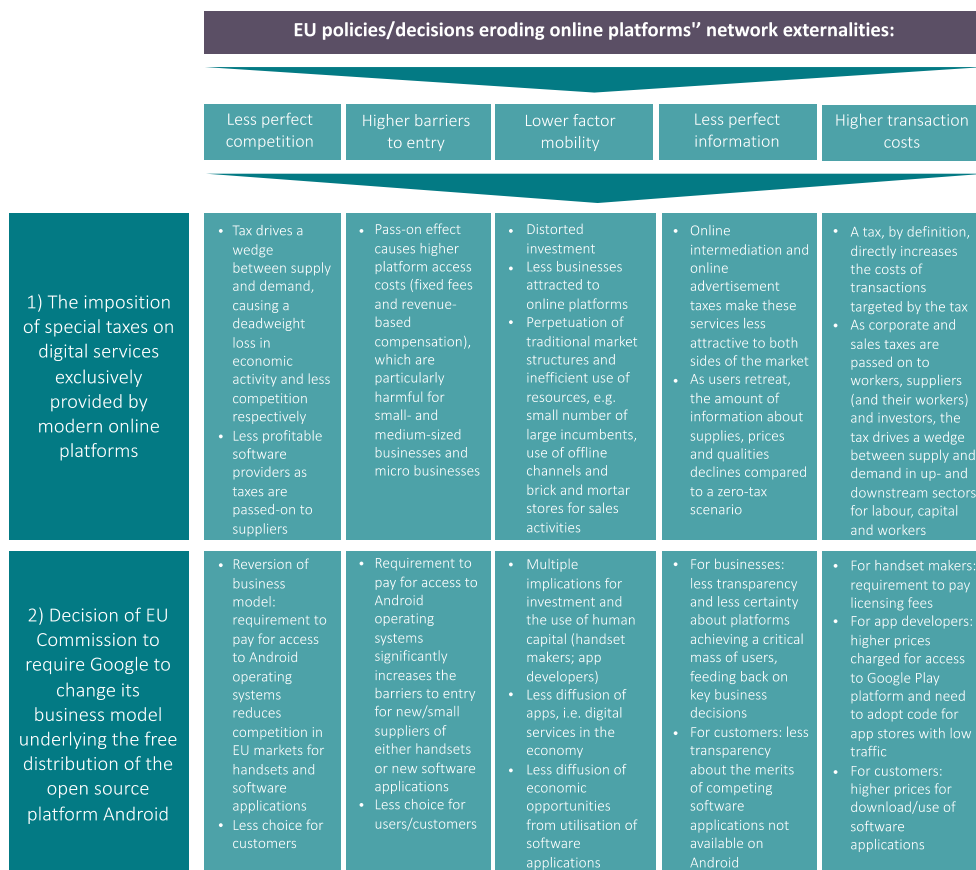 EU policies/decisions eroding online platforms'’ network externalities:
Less perfect
competition
Higher barriers
to entry
Lower factor
mobility
Less perfect
information
Higher transaction
costs
1) The imposition
of special taxes on
digital services
exclusively
provided by
modern online
platforms
• Tax drives a
wedge
between supply
and demand,
causing a
deadweight
loss in
economic
activity and less
competition
respectively
• Less profitable
software
providers as
taxes are
passed-on to
suppliers
• Pass-on effect
causes higher
platform access
costs (fixed fees
and revenue-
based
compensation),
which are
particularly
harmful for
small- and
medium-sized
businesses and
micro businesses
• Distorted
investment
• Less businesses
attracted to
online platforms
• Perpetuation of
traditional market
structures and
inefficient use of
resources, e.g.
small number of
large incumbents,
use of offline
channels and
brick and mortar
stores for sales
activities
• Online
intermediation and
online
advertisement
taxes make these
services less
attractive to both
sides of the market
• As users retreat,
the amount of
information about
supplies, prices
and qualities
declines compared
to a zero-tax
scenario
• A tax, by definition,
directly increases
the costs of
transactions
targeted by the tax
• As corporate and
sales taxes are
passed on to
workers, suppliers
(and their workers)
and investors, the
tax drives a wedge
between supply and
demand in up- and
downstream sectors
for labour, capital
and workers
2) Decision of EU
Commission to
require Google to
change its
business model
underlying the free
distribution of the
open source
platform Android
• Reversion of
business
model:
requirement to
pay for access
to Android
operating
systems
reduces
competition in
EU markets for
handsets and
software
applications
• Less choice for
customers
• Requirement to
pay for access to
Android
operating
systems
significantly
increases the
barriers to entry
for new/small
suppliers of
either handsets
or new software
applications
• Less choice for
users/customers
• Multiple
implications for
investment and
the use of human
capital (handset
makers; app
developers)
• Less diffusion of
apps, i.e. digital
services in the
economy
• Less diffusion of
economic
opportunities
from utilisation of
software
applications
• For businesses:
less transparency
and less certainty
about platforms
achieving a critical
mass of users,
feeding back on
key business
decisions
• For customers: less
transparency
about the merits
of competing
software
applications not
available on
Android
• For handset makers:
requirement to pay
licensing fees
• For app developers:
higher prices
charged for access
to Google Play
platform and need
to adopt code for
app stores with low
traffic
• For customers:
higher prices for
download/use of
software
applications